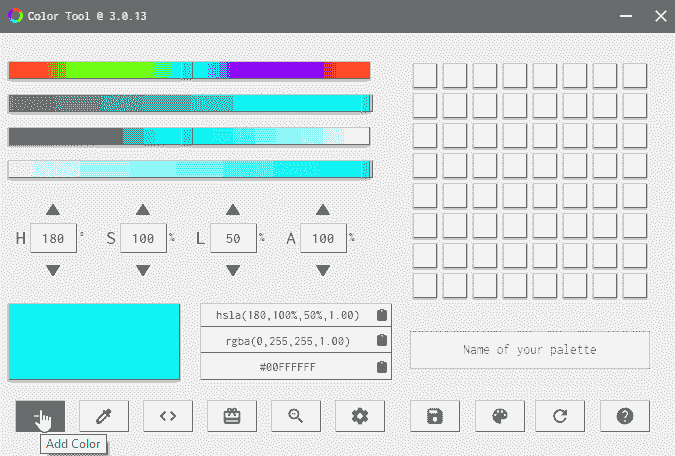 Color Tool @ 3.0.13
H 180 ° S 100 % L 50 % A 100 %
hsla(180,100%,50%,1.00)
rgba(0,255,255,1.00)
#00FFFFFF
Name of your palette
Add Color